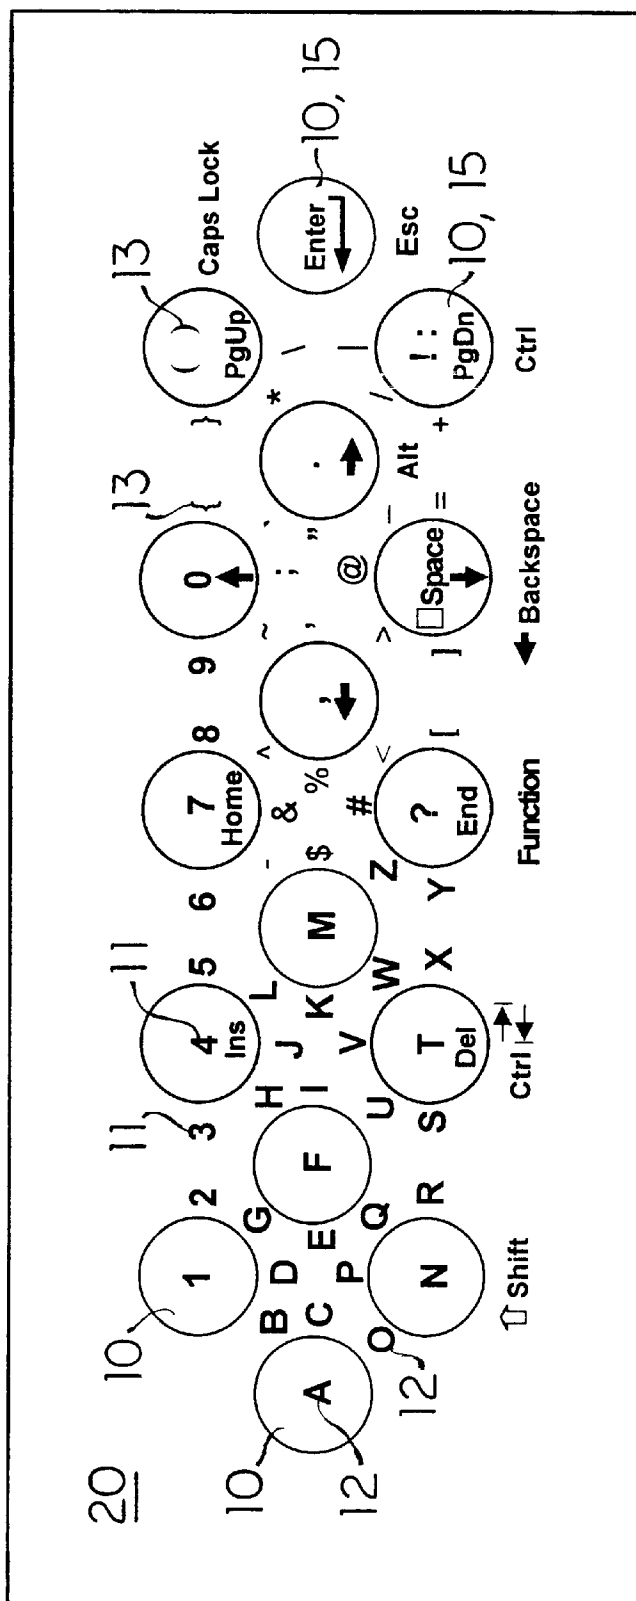 20
10
11
11
13
13
1 2 3 4 5 6 7 8 9 0 { } ( )
Ins Home PgUp
Caps Lock
B G H L - ^ ~ ` *
D J & ; \
10
A C E F I K M $ % , ' " . Enter
10, 15
P V # @ |
12
O Q U W Z < > _ /
12
N R S T X Y ? [ ] □Space = + ! :
Del End PgDn
Alt Esc
10, 15
⇧ Shift Ctrl Function Backspace Ctrl